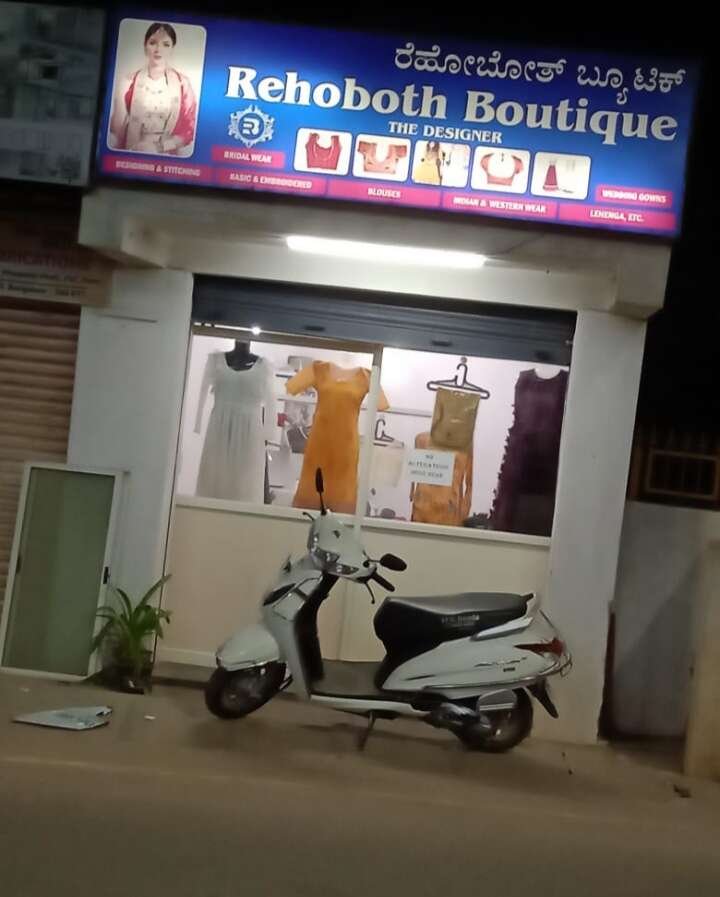 ರೆಹೋಬೋತ್ ಬ್ಯೂಟಿಕ್
Rehoboth Boutique
THE DESIGNER
R
DESIGNING & STITCHING
BRIDAL WEAR
BASIC & EMBROIDERED
BLOUSES
INDIAN & WESTERN WEAR
WEDDING GOWNS
LEHENGA, ETC.
NO
ALTERATION